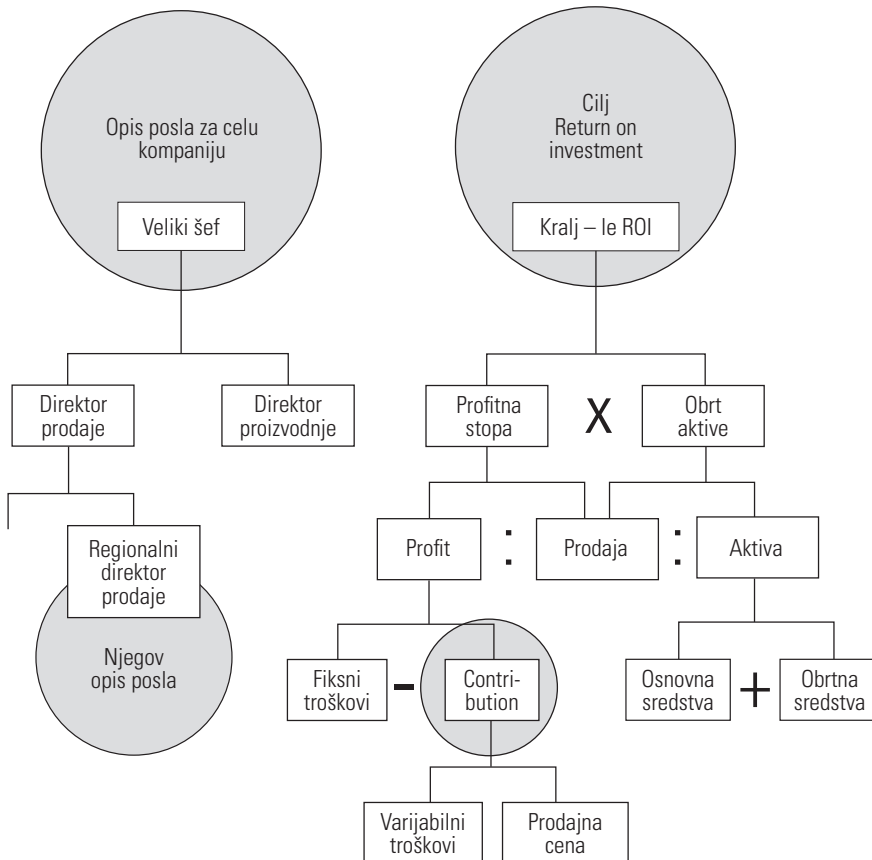 Opis posla za celu
kompaniju
Veliki šef
Direktor
prodaje
Direktor
proizvodnje
Regionalni
direktor
prodaje
Njegov
opis posla
Cilj
Return on
investment
Kralj – le ROI
Profitna
stopa
X
Obrt
aktive
Profit
:
Prodaja
:
Aktiva
Fiksni
troškovi
-
Contri-
bution
Osnovna
sredstva
+
Obrtna
sredstva
Varijabilni
troškovi
Prodajna
cena